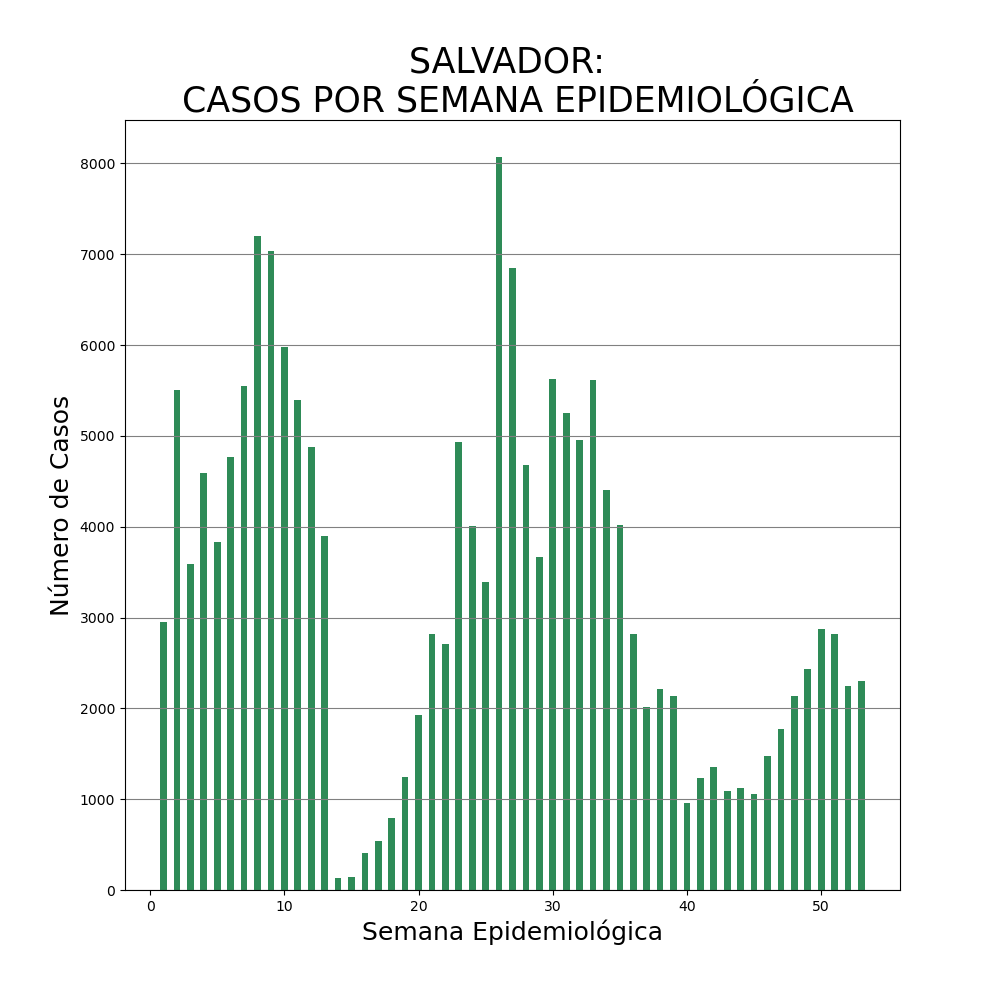 SALVADOR:
CASOS POR SEMANA EPIDEMIOLÓGICA
8000
7000
6000
5000
4000
3000
2000
1000
0
Número de Casos
0 10 20 30 40 50
Semana Epidemiológica